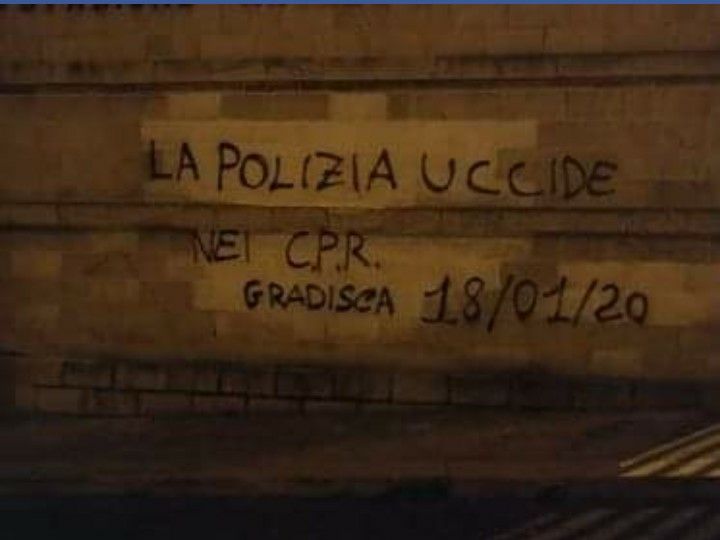 LA POLIZIA UCCIDE
NEI C.P.R.
GRADISCA 18/01/20